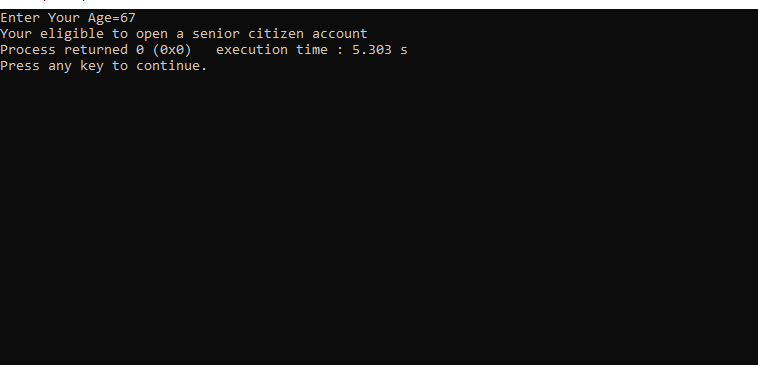 Enter Your Age=67
Your eligible to open a senior citizen account
Process returned 0 (0x0)   execution time : 5.303 s
Press any key to continue.